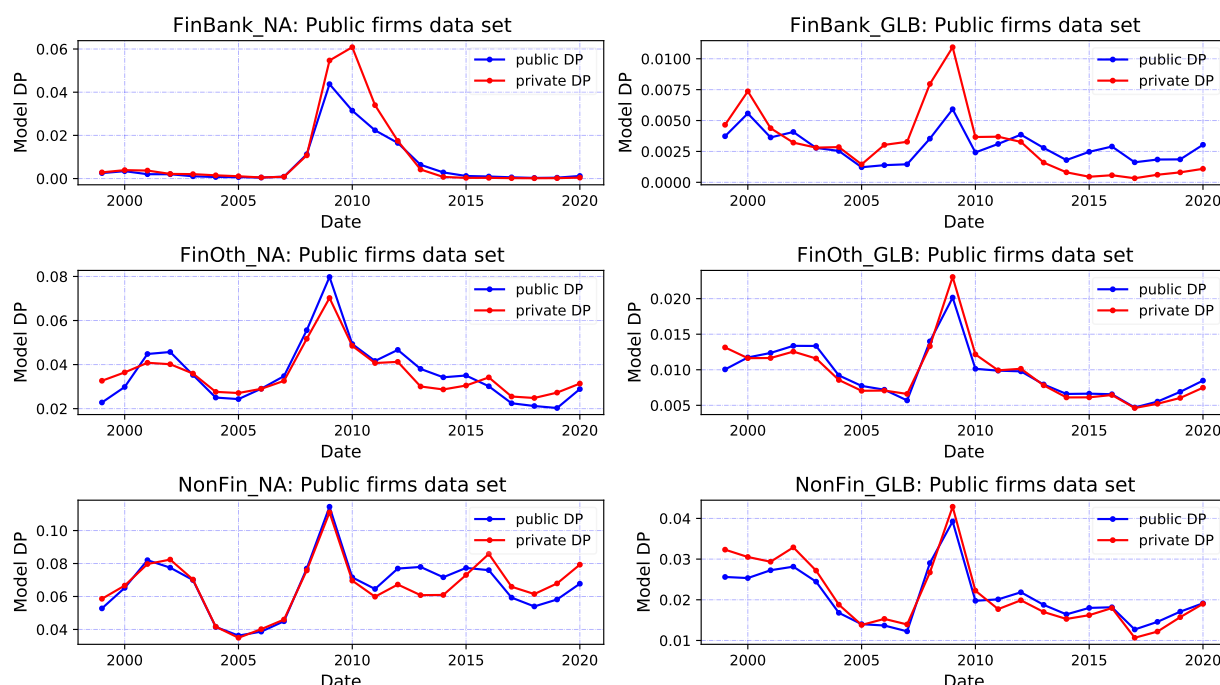 FinBank_NA: Public firms data set
0.06
0.04
0.02
0.00
Model DP
public DP
private DP
2000 2005 2010 2015 2020
Date
FinBank_GLB: Public firms data set
0.0100
0.0075
0.0050
0.0025
0.0000
Model DP
public DP
private DP
2000 2005 2010 2015 2020
Date
FinOth_NA: Public firms data set
0.08
0.06
0.04
0.02
Model DP
public DP
private DP
2000 2005 2010 2015 2020
Date
FinOth_GLB: Public firms data set
0.020
0.015
0.010
0.005
Model DP
public DP
private DP
2000 2005 2010 2015 2020
Date
NonFin_NA: Public firms data set
0.10
0.08
0.06
0.04
Model DP
public DP
private DP
2000 2005 2010 2015 2020
Date
NonFin_GLB: Public firms data set
0.04
0.03
0.02
0.01
Model DP
public DP
private DP
2000 2005 2010 2015 2020
Date